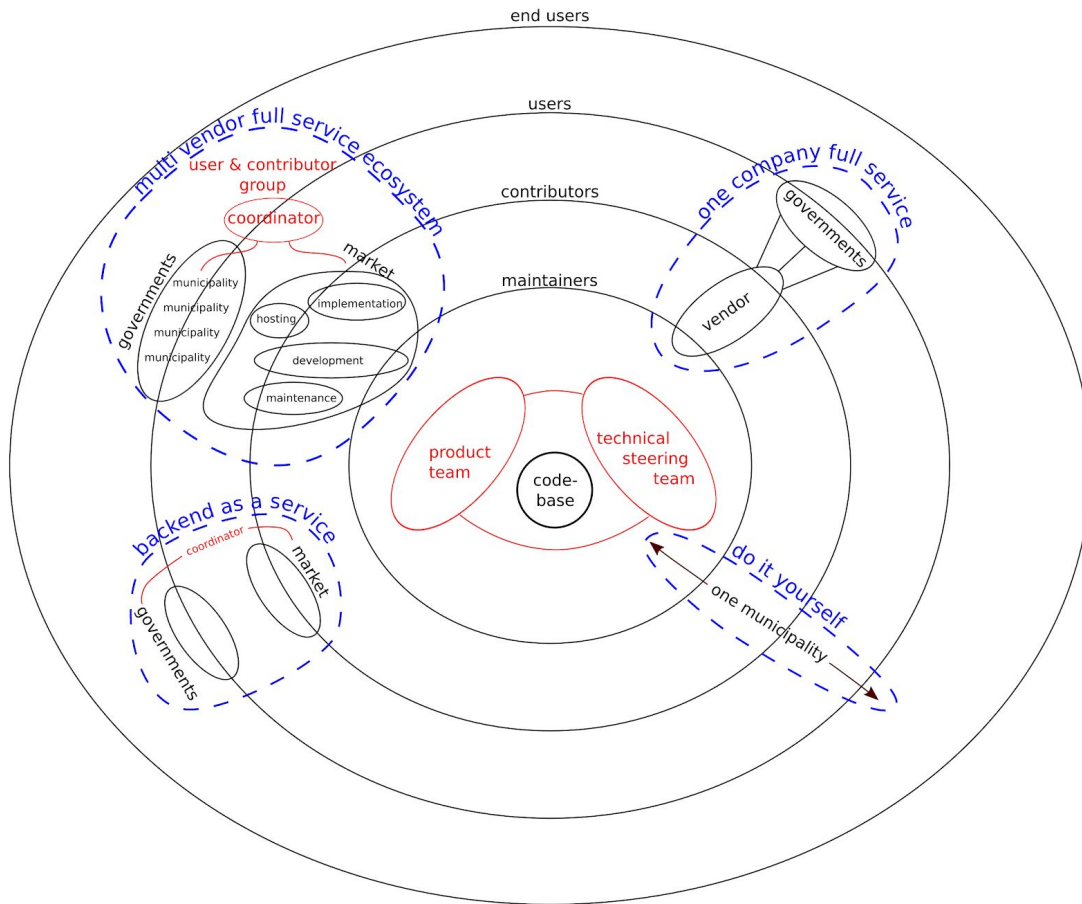 end users
users
contributors
maintainers
multi vendor full service ecosystem
user & contributor
group
coordinator
governments
municipality
municipality
municipality
municipality
market
implementation
hosting
development
maintenance
one company full service
governments
vendor
product
team
technical
steering
team
code-
base
backend as a service
coordinator
governments
market
do it yourself
one municipality